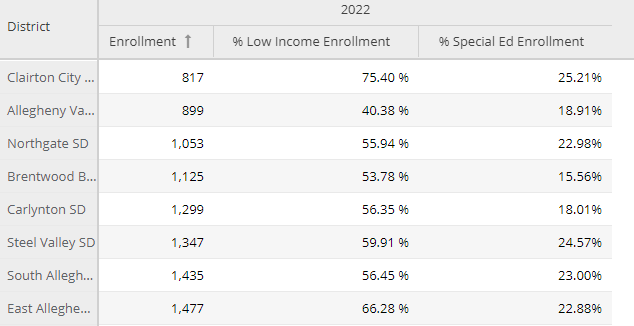 District
2022
Enrollment ↑ % Low Income Enrollment % Special Ed Enrollment
Clairton City ... 817 75.40 % 25.21%
Allegheny Va... 899 40.38 % 18.91%
Northgate SD 1,053 55.94 % 22.98%
Brentwood B... 1,125 53.78 % 15.56%
Carlynton SD 1,299 56.35 % 18.01%
Steel Valley SD 1,347 59.91 % 24.57%
South Allegh... 1,435 56.45 % 23.00%
East Alleghe... 1,477 66.28 % 22.88%